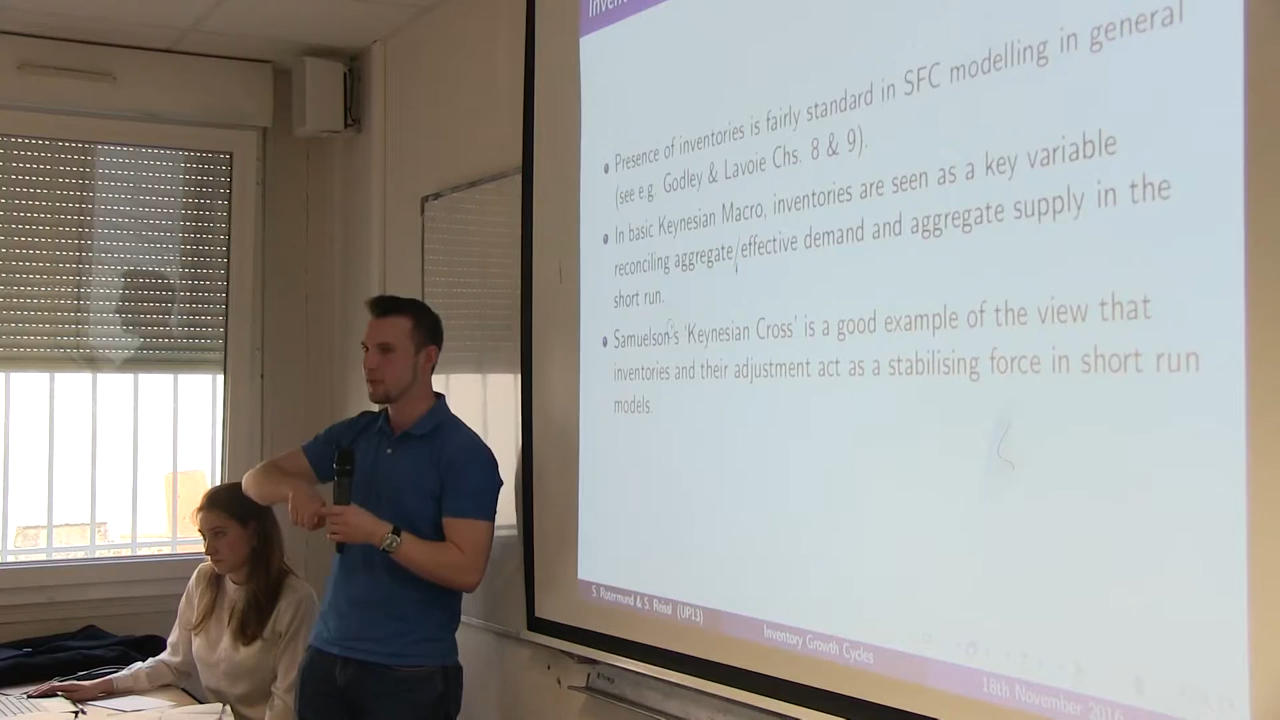 Presence of inventories is fairly standard in SFC modelling in general
(see e.g. Godley & Lavoie Chs. 8 & 9).
In basic Keynesian Macro, inventories are seen as a key variable
reconciling aggregate/effective demand and aggregate supply in the
short run.
Samuelson's 'Keynesian Cross' is a good example of the view that
inventories and their adjustment act as a stabilising force in short run
models.
S. Rotermund & S. Reissl (UP13)
Inventory Growth Cycles
18th November 2016